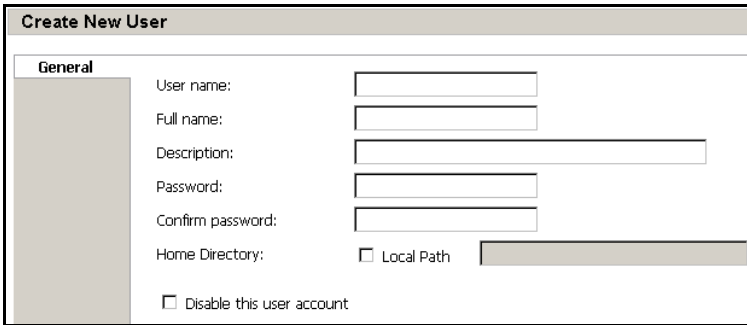 Create New User
General
User name:
Full name:
Description:
Password:
Confirm password:
Home Directory: Local Path
Disable this user account